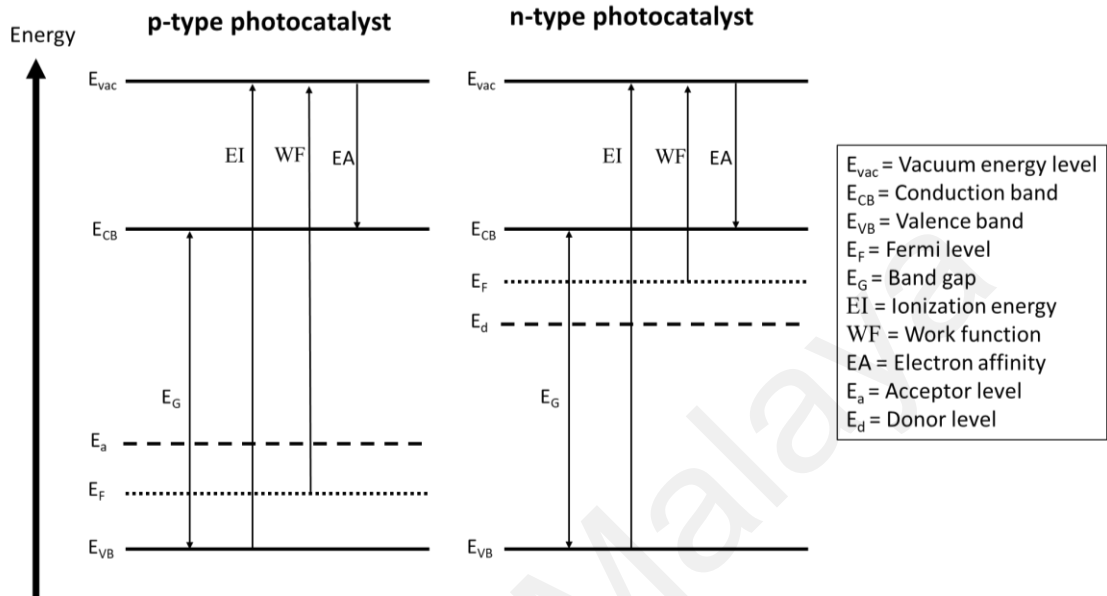 p-type photocatalyst
n-type photocatalyst
Energy
E_vac
EI
WF
EA
E_CB
E_G
E_a
E_F
E_VB
E_vac
EI
WF
EA
E_CB
E_F
E_d
E_G
E_VB
E_vac = Vacuum energy level
E_CB = Conduction band
E_VB = Valence band
E_F = Fermi level
E_G = Band gap
EI = Ionization energy
WF = Work function
EA = Electron affinity
E_a = Acceptor level
E_d = Donor level
Malaya